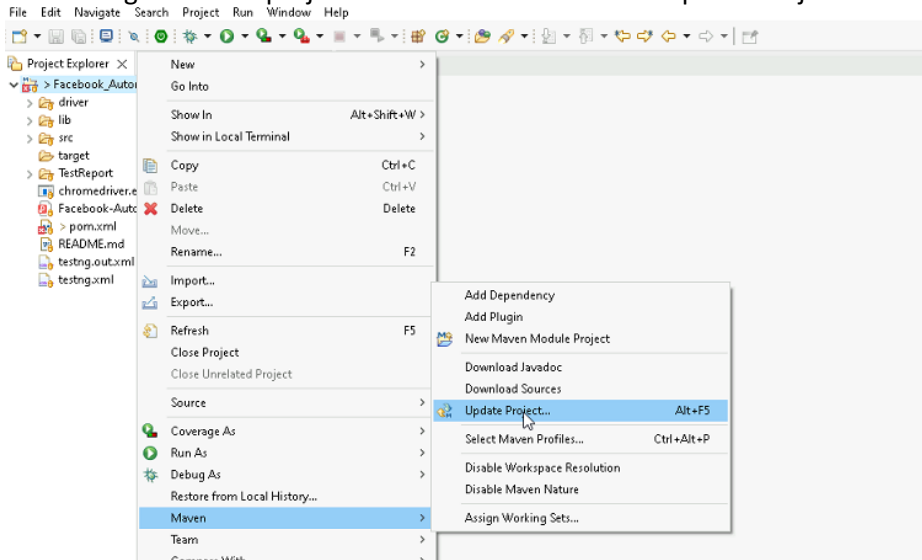 File Edit Navigate Search Project Run Window Help
Project Explorer
> Facebook_Auto
driver
lib
src
target
TestReport
chromedriver.e
Facebook-Auto
> pom.xml
README.md
testng.out.xml
testng.xml
New
Go Into
Show In Alt+Shift+W >
Show in Local Terminal
Copy Ctrl+C
Paste Ctrl+V
Delete Delete
Move...
Rename... F2
Import...
Export...
Refresh F5
Close Project
Close Unrelated Project
Source
Coverage As
Run As
Debug As
Restore from Local History...
Maven
Team
Compare With
Add Dependency
Add Plugin
New Maven Module Project
Download Javadoc
Download Sources
Update Project... Alt+F5
Select Maven Profiles... Ctrl+Alt+P
Disable Workspace Resolution
Disable Maven Nature
Assign Working Sets...